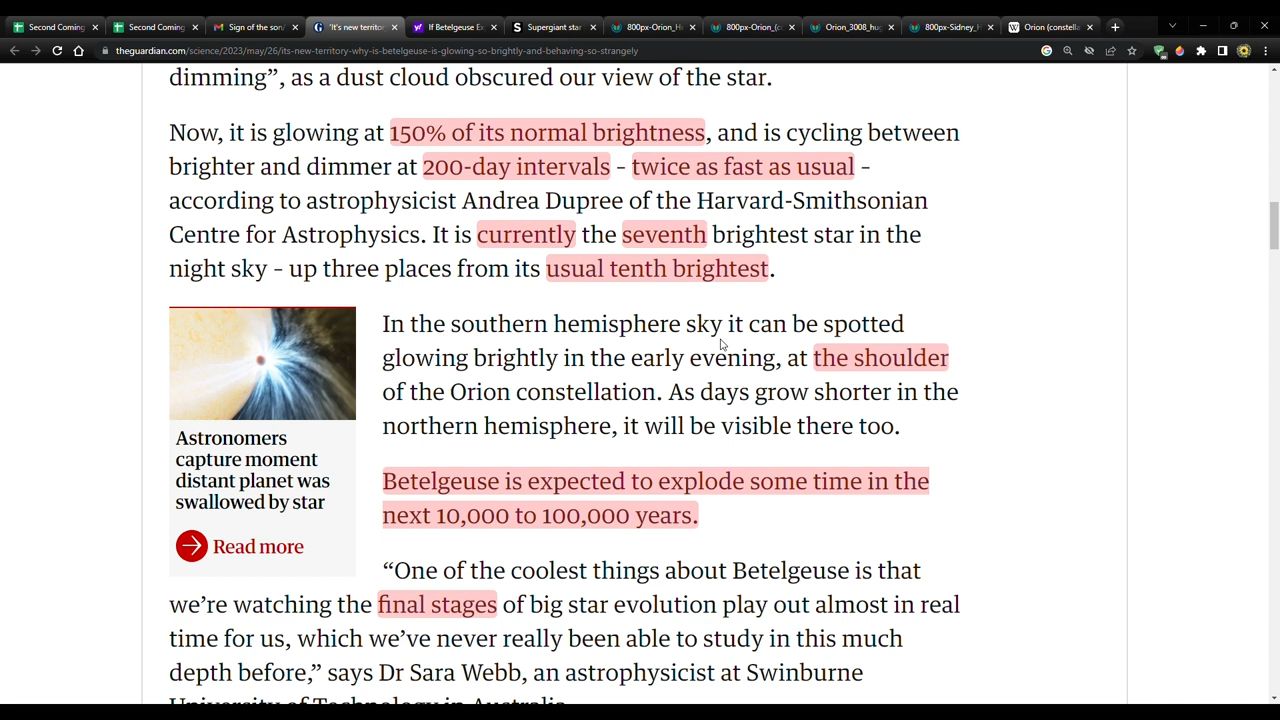 Second Coming
Second Coming
Sign of the son/
'It's new territor
If Betelgeuse Ex
Supergiant star
800px-Orion_H
800px-Orion_(c
Orion_3008_hug
800px-Sidney_H
Orion (constella
theguardian.com/science/2023/may/26/its-new-territory-why-is-betelgeuse-is-glowing-so-brightly-and-behaving-so-strangely
dimming”, as a dust cloud obscured our view of the star.
Now, it is glowing at 150% of its normal brightness, and is cycling between
brighter and dimmer at 200-day intervals – twice as fast as usual –
according to astrophysicist Andrea Dupree of the Harvard-Smithsonian
Centre for Astrophysics. It is currently the seventh brightest star in the
night sky – up three places from its usual tenth brightest.
In the southern hemisphere sky it can be spotted
glowing brightly in the early evening, at the shoulder
of the Orion constellation. As days grow shorter in the
northern hemisphere, it will be visible there too.
Astronomers
capture moment
distant planet was
swallowed by star
Read more
Betelgeuse is expected to explode some time in the
next 10,000 to 100,000 years.
“One of the coolest things about Betelgeuse is that
we’re watching the final stages of big star evolution play out almost in real
time for us, which we’ve never really been able to study in this much
depth before,” says Dr Sara Webb, an astrophysicist at Swinburne
University of Technology in Australia